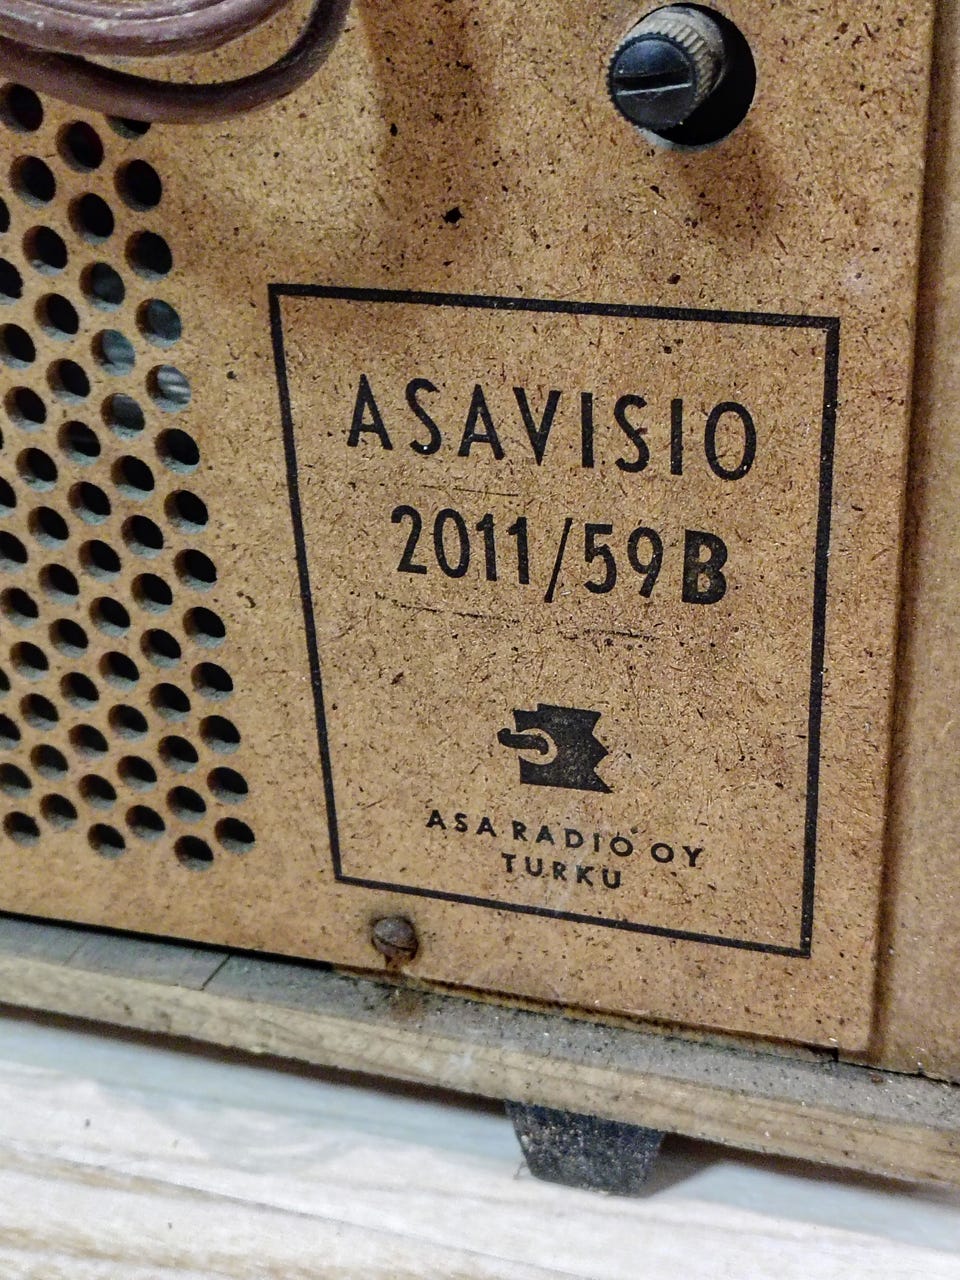 ASAVISIO
2011/59B
ASA RADIO OY
TURKU